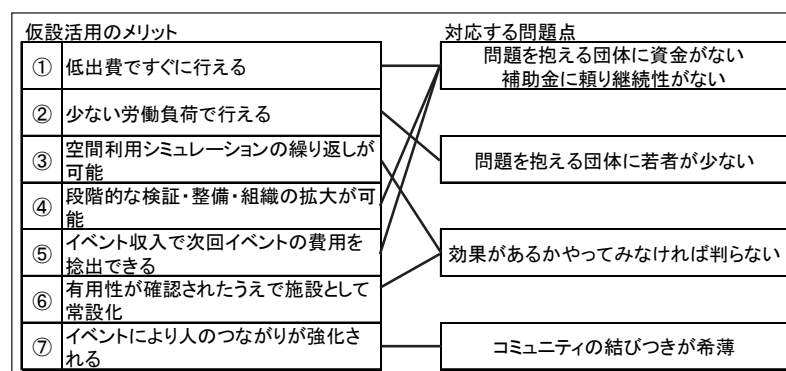 仮設活用のメリット
① 低出費ですぐに行える
② 少ない労働負荷で行える
③ 空間利用シミュレーションの繰り返しが
可能
④ 段階的な検証・整備・組織の拡大が可
能
⑤ イベント収入で次回イベントの費用を
捻出できる
⑥ 有用性が確認されたうえで施設として
常設化
⑦ イベントにより人のつながりが強化さ
れる
対応する問題点
問題を抱える団体に資金がない
補助金に頼り継続性がない
問題を抱える団体に若者が少ない
効果があるかやってみなければ判らない
コミュニティの結びつきが希薄